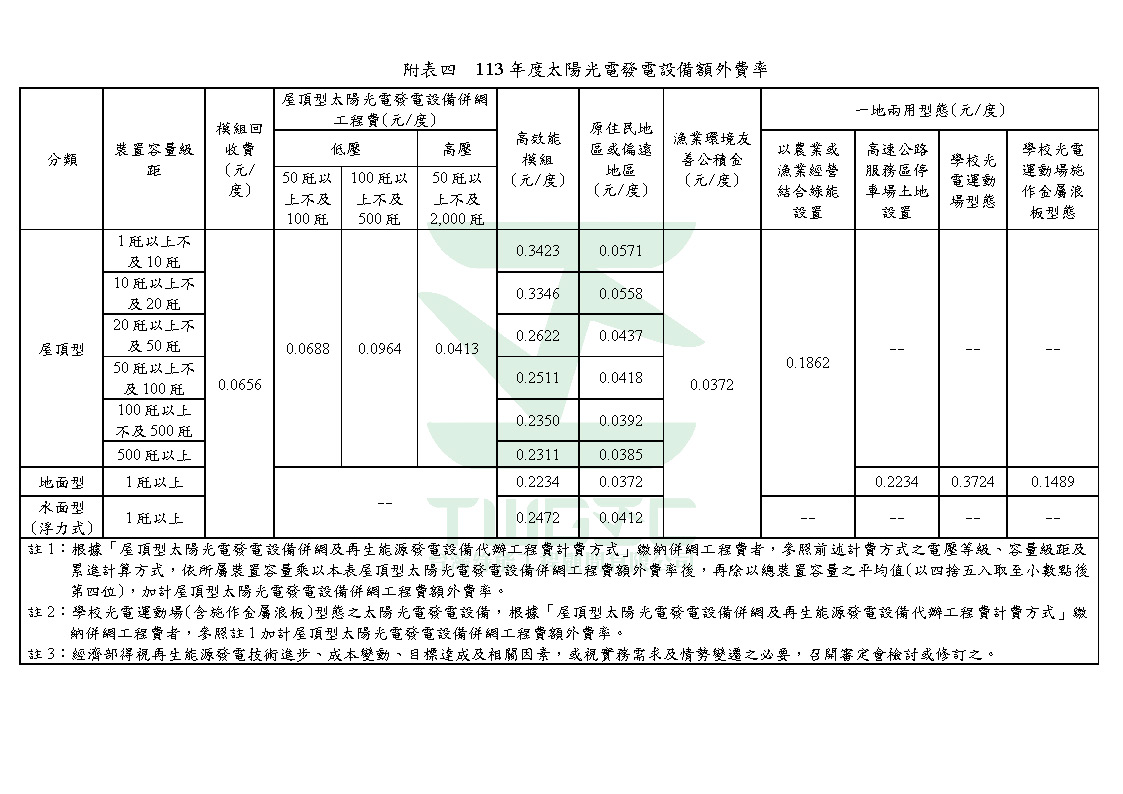 附表四 113 年度太陽光電發電設備額外費率
分類
裝置容量級
距
模組回
收費
(元/
度)
屋頂型太陽光電發電設備併網
工程費(元/度)
低壓
高壓
50 瓩以
上不及
100 瓩
100 瓩以
上不及
500 瓩
50 瓩以
上不及
2,000 瓩
高效能
模組
(元/度)
原住民地
區或偏遠
地區
(元/度)
漁業環境友
善公積金
(元/度)
一地兩用型態(元/度)
以農業或
漁業經營
結合綠能
設置
高速公路
服務區停
車場土地
設置
學校光
電運動
場型態
學校光電
運動場施
作金屬浪
板型態
屋頂型
1 瓩以上不
及 10 瓩
0.3423
0.0571
10 瓩以上不
及 20 瓩
0.3346
0.0558
20 瓩以上不
及 50 瓩
0.2622
0.0437
50 瓩以上不
及 100 瓩
0.2511
0.0418
100 瓩以上
不及 500 瓩
0.2350
0.0392
500 瓩以上
0.2311
0.0385
0.0656
0.0688
0.0964
0.0413
0.0372
0.1862
--
--
--
地面型
1 瓩以上
--
0.2234
0.0372
0.2234
0.3724
0.1489
水面型
(浮力式)
1 瓩以上
0.2472
0.0412
--
--
--
--
TWGTC
註 1：根據「屋頂型太陽光電發電設備併網及再生能源發電設備代辦工程費計費方式」繳納併網工程費者，參照前述計費方式之電壓等級、容量級距及
累進計算方式，依所屬裝置容量乘以本表屋頂型太陽光電發電設備併網工程費額外費率後，再除以總裝置容量之平均值(以四捨五入取至小數點後
第四位)，加計屋頂型太陽光電發電設備併網工程費額外費率。
註 2：學校光電運動場(含施作金屬浪板)型態之太陽光電發電設備，根據「屋頂型太陽光電發電設備併網及再生能源發電設備代辦工程費計費方式」繳
納併網工程費者，參照註 1 加計屋頂型太陽光電發電設備併網工程費額外費率。
註 3：經濟部得視再生能源發電技術進步、成本變動、目標達成及相關因素，或視實務需求及情勢變遷之必要，召開審定會檢討或修訂之。